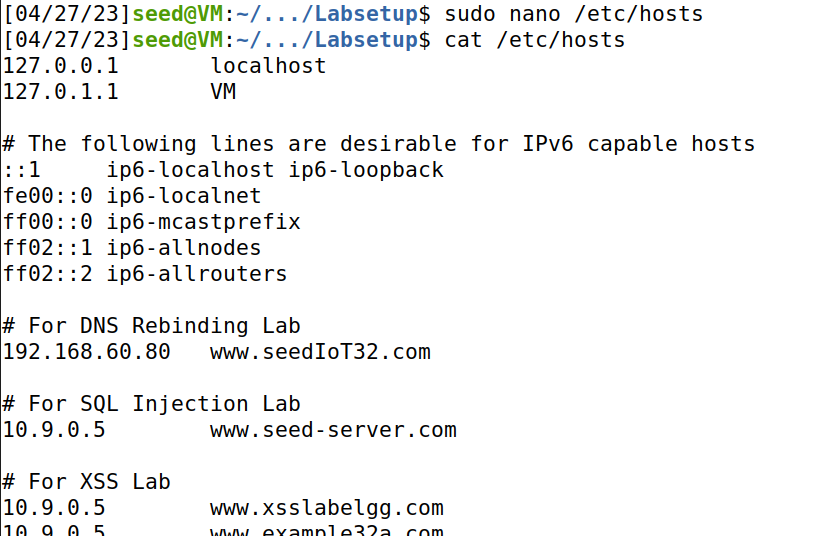 [04/27/23]seed@VM:~/.../Labsetup$ sudo nano /etc/hosts
[04/27/23]seed@VM:~/.../Labsetup$ cat /etc/hosts
127.0.0.1       localhost
127.0.1.1       VM

# The following lines are desirable for IPv6 capable hosts
::1     ip6-localhost ip6-loopback
fe00::0 ip6-localnet
ff00::0 ip6-mcastprefix
ff02::1 ip6-allnodes
ff02::2 ip6-allrouters

# For DNS Rebinding Lab
192.168.60.80   www.seedIoT32.com

# For SQL Injection Lab
10.9.0.5        www.seed-server.com

# For XSS Lab
10.9.0.5        www.xsslabelgg.com
10.9.0.5        www.example32a.com